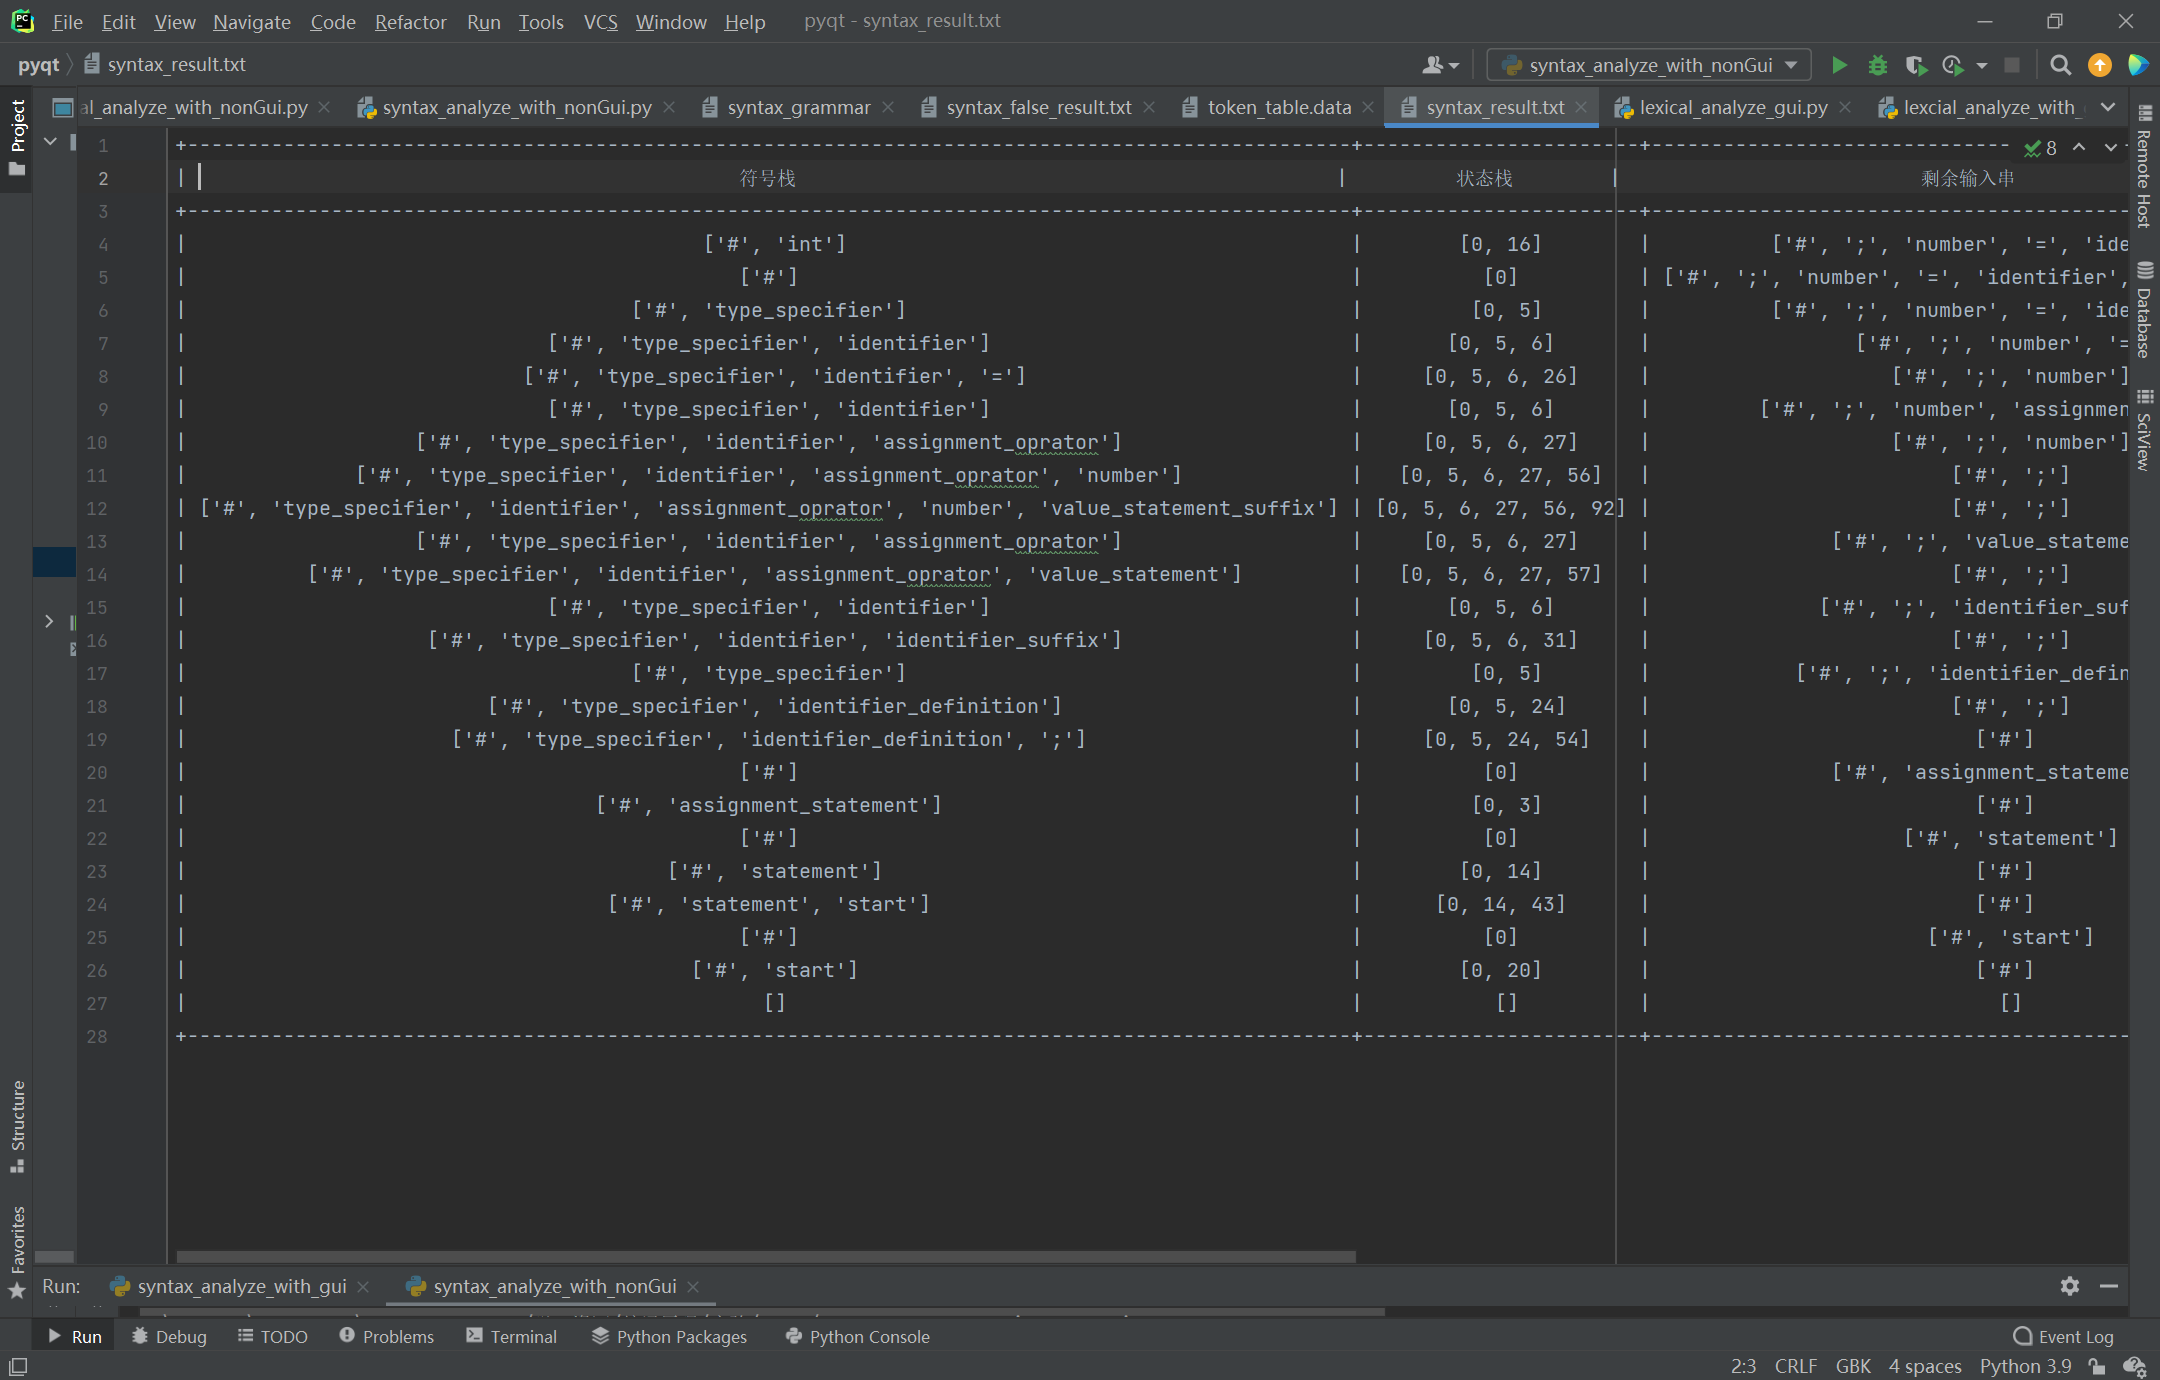 File Edit View Navigate Code Refactor Run Tools VCS Window Help pyqt - syntax_result.txt
pyqt syntax_result.txt syntax_analyze_with_nonGui
al_analyze_with_nonGui.py syntax_analyze_with_nonGui.py syntax_grammar syntax_false_result.txt token_table.data syntax_result.txt lexical_analyze_gui.py lexcial_analyze_with_
Project
Remote Host
Database
SciView
Structure
Favorites
8
1 +-------------------------------------------------------------------------------------------------+-----------------------+----------------------------------------
2 | 符号栈 | 状态栈 | 剩余输入串
3 +-------------------------------------------------------------------------------------------------+-----------------------+----------------------------------------
4 | ['#', 'int'] | [0, 16] | ['#', ';', 'number', '=', 'ide
5 | ['#'] | [0] | ['#', ';', 'number', '=', 'identifier',
6 | ['#', 'type_specifier'] | [0, 5] | ['#', ';', 'number', '=', 'ide
7 | ['#', 'type_specifier', 'identifier'] | [0, 5, 6] | ['#', ';', 'number', '=
8 | ['#', 'type_specifier', 'identifier', '='] | [0, 5, 6, 26] | ['#', ';', 'number']
9 | ['#', 'type_specifier', 'identifier'] | [0, 5, 6] | ['#', ';', 'number', 'assignmen
10 | ['#', 'type_specifier', 'identifier', 'assignment_oprator'] | [0, 5, 6, 27] | ['#', ';', 'number']
11 | ['#', 'type_specifier', 'identifier', 'assignment_oprator', 'number'] | [0, 5, 6, 27, 56] | ['#', ';']
12 | ['#', 'type_specifier', 'identifier', 'assignment_oprator', 'number', 'value_statement_suffix'] | [0, 5, 6, 27, 56, 92] | ['#', ';']
13 | ['#', 'type_specifier', 'identifier', 'assignment_oprator'] | [0, 5, 6, 27] | ['#', ';', 'value_stateme
14 | ['#', 'type_specifier', 'identifier', 'assignment_oprator', 'value_statement'] | [0, 5, 6, 27, 57] | ['#', ';']
15 | ['#', 'type_specifier', 'identifier'] | [0, 5, 6] | ['#', ';', 'identifier_suf
16 | ['#', 'type_specifier', 'identifier', 'identifier_suffix'] | [0, 5, 6, 31] | ['#', ';']
17 | ['#', 'type_specifier'] | [0, 5] | ['#', ';', 'identifier_defin
18 | ['#', 'type_specifier', 'identifier_definition'] | [0, 5, 24] | ['#', ';']
19 | ['#', 'type_specifier', 'identifier_definition', ';'] | [0, 5, 24, 54] | ['#']
20 | ['#'] | [0] | ['#', 'assignment_stateme
21 | ['#', 'assignment_statement'] | [0, 3] | ['#']
22 | ['#'] | [0] | ['#', 'statement']
23 | ['#', 'statement'] | [0, 14] | ['#']
24 | ['#', 'statement', 'start'] | [0, 14, 43] | ['#']
25 | ['#'] | [0] | ['#', 'start']
26 | ['#', 'start'] | [0, 20] | ['#']
27 | [] | [] | []
28 +-------------------------------------------------------------------------------------------------+-----------------------+----------------------------------------
Run: syntax_analyze_with_gui syntax_analyze_with_nonGui
Run Debug TODO Problems Terminal Python Packages Python Console Event Log
2:3 CRLF GBK 4 spaces Python 3.9